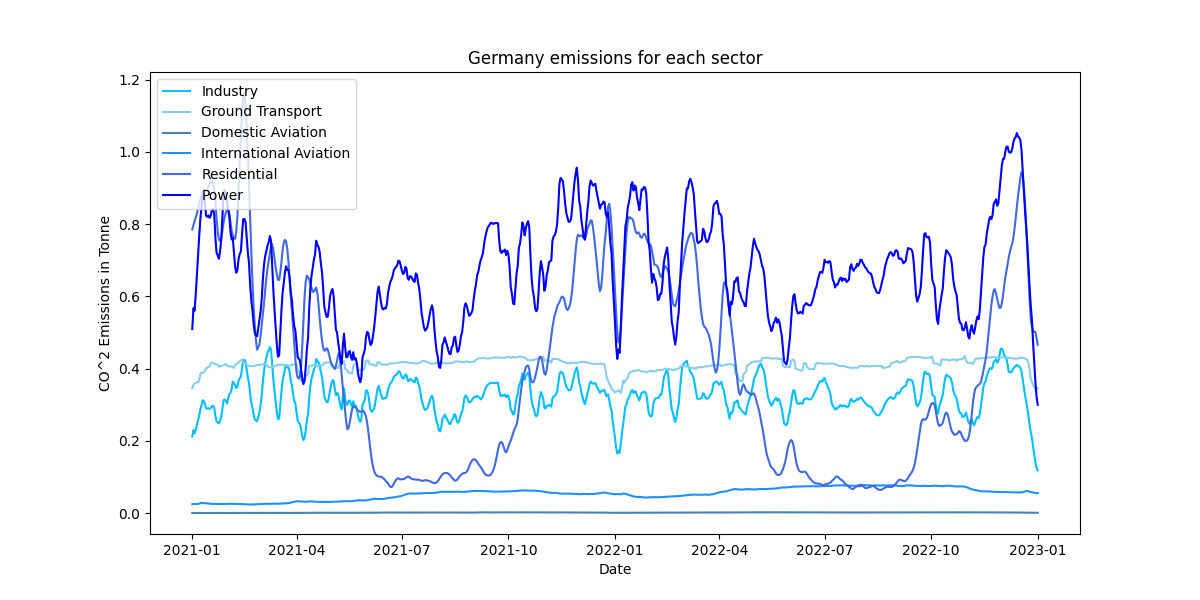 Germany emissions for each sector
Industry
Ground Transport
Domestic Aviation
International Aviation
Residential
Power
1.2
1.0
0.8
0.6
0.4
0.2
0.0
CO^2 Emissions in Tonne
2021-01 2021-04 2021-07 2021-10 2022-01 2022-04 2022-07 2022-10 2023-01
Date